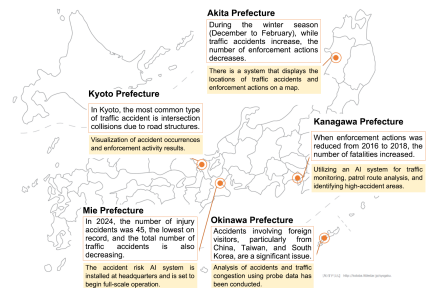 Akita Prefecture
During the winter season
(December to February), while
traffic accidents increase, the
number of enforcement actions
decreases.
There is a system that displays the
locations of traffic accidents and
enforcement actions on a map.
Kyoto Prefecture
In Kyoto, the most common type
of traffic accident is intersection
collisions due to road structures.
Visualization of accident occurrences
and enforcement activity results.
Kanagawa Prefecture
When enforcement actions was
reduced from 2016 to 2018, the
number of fatalities increased.
Utilizing an AI system for traffic
monitoring, patrol route analysis, and
identifying high-accident areas.
Mie Prefecture
In 2024, the number of injury
accidents was 45, the lowest on
record, and the total number of
traffic accidents is also
decreasing.
The accident risk AI system is
installed at headquarters and is set to
begin full-scale operation.
Okinawa Prefecture
Accidents involving foreign
visitors, particularly from
China, Taiwan, and South
Korea, are a significant issue.
Analysis of accidents and traffic
congestion using probe data has
been conducted.